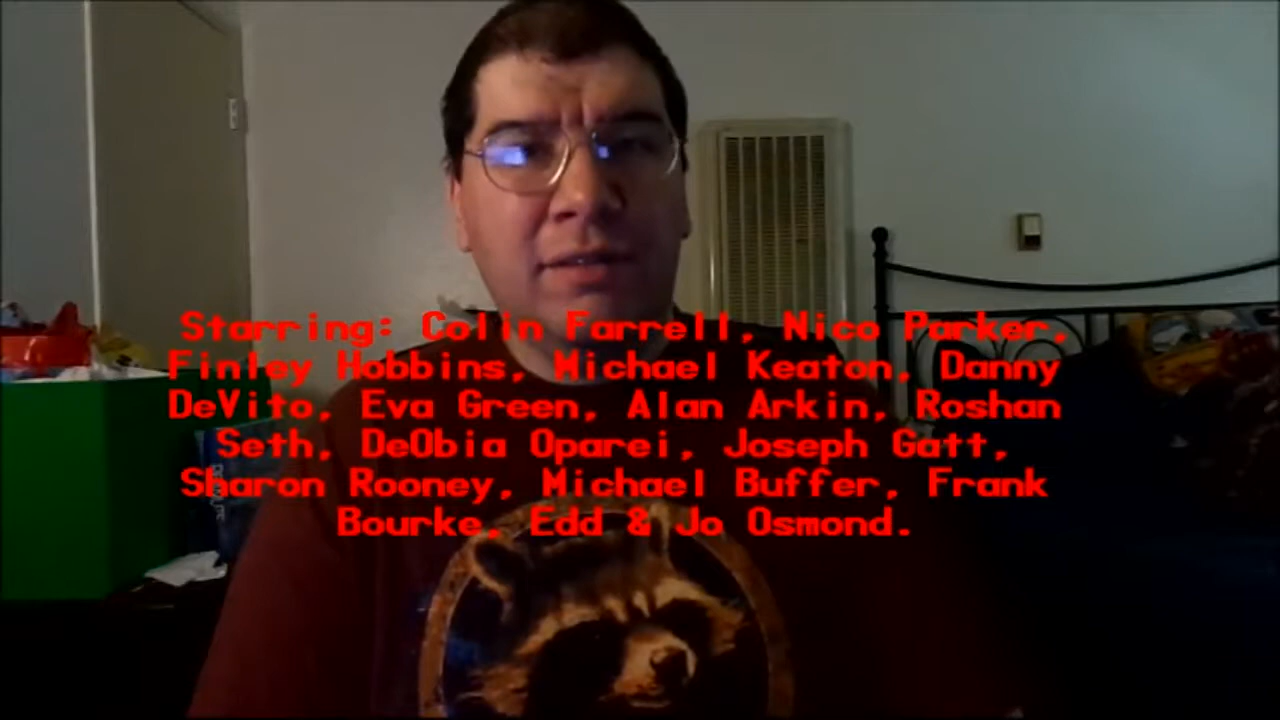 Starring: Colin Farrell, Nico Parker,
Finley Hobbins, Michael Keaton, Danny
DeVito, Eva Green, Alan Arkin, Roshan
Seth, DeObia Oparei, Joseph Gatt,
Sharon Rooney, Michael Buffer, Frank
Bourke, Edd & Jo Osmond.